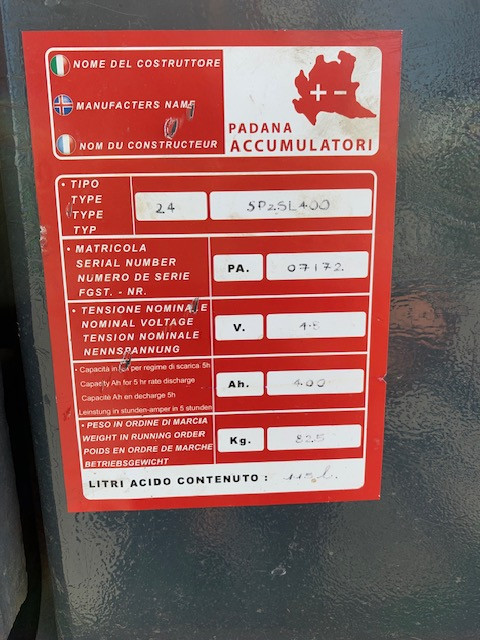 NOME DEL COSTRUTTORE
MANUFACTERS NAME
NOM DU CONSTRUCTEUR
+ -
PADANA
ACCUMULATORI
• TIPO
TYPE
TYPE
TYP
24
5PzSL400
• MATRICOLA
SERIAL NUMBER
NUMERO DE SERIE
FGST. - NR.
PA.
07172
• TENSIONE NOMINALE
NOMINAL VOLTAGE
TENSION NOMINALE
NENNSPANNUNG
V.
48
• Capacità in Ah per regime di scarica 5h
Capacity Ah for 5 hr rate discharge
Capacité Ah en decharge 5h
Leinstung in stunden-amper in 5 stunden
Ah.
400
• PESO IN ORDINE DI MARCIA
WEIGHT IN RUNNING ORDER
POIDS EN ORDRE DE MARCHE
BETRIEBSGEWICHT
Kg.
825
LITRI ACIDO CONTENUTO :